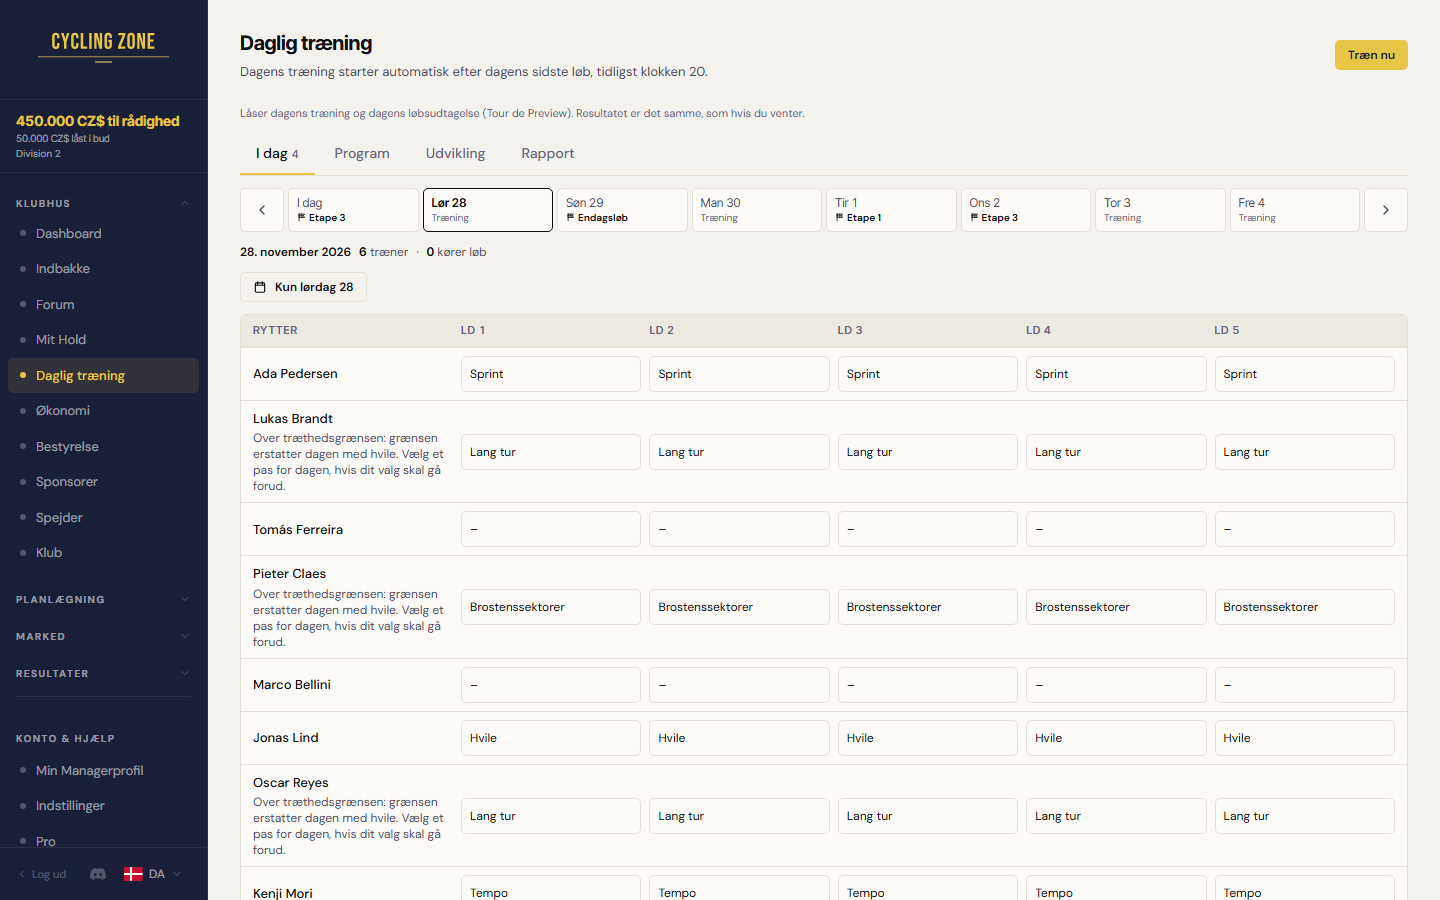 CYCLING ZONE
450.000 CZ$ til rådighed
50.000 CZ$ låst i bud
Division 2
KLUBHUS
Dashboard
Indbakke
Forum
Mit Hold
Daglig træning
Økonomi
Bestyrelse
Sponsorer
Spejder
Klub
PLANLÆGNING
MARKED
RESULTATER
KONTO & HJÆLP
Min Managerprofil
Indstillinger
Pro
Log ud
DA
Daglig træning
Dagens træning starter automatisk efter dagens sidste løb, tidligst klokken 20.
Træn nu
Låser dagens træning og dagens løbsudtagelse (Tour de Preview). Resultatet er det samme, som hvis du venter.
I dag 4 Program Udvikling Rapport
I dag Lør 28 Søn 29 Man 30 Tir 1 Ons 2 Tor 3 Fre 4
Etape 3 Træning Endagsløb Træning Etape 1 Etape 3 Træning Træning
28. november 2026 6 træner · 0 kører løb
Kun lørdag 28
RYTTER LD 1 LD 2 LD 3 LD 4 LD 5
Ada Pedersen Sprint Sprint Sprint Sprint Sprint
Lukas Brandt
Over træthedsgrænsen: grænsen
erstatter dagen med hvile. Vælg et
pas for dagen, hvis dit valg skal gå
forud.
Lang tur Lang tur Lang tur Lang tur Lang tur
Tomás Ferreira – – – – –
Pieter Claes
Over træthedsgrænsen: grænsen
erstatter dagen med hvile. Vælg et
pas for dagen, hvis dit valg skal gå
forud.
Brostenssektorer Brostenssektorer Brostenssektorer Brostenssektorer Brostenssektorer
Marco Bellini – – – – –
Jonas Lind Hvile Hvile Hvile Hvile Hvile
Oscar Reyes
Over træthedsgrænsen: grænsen
erstatter dagen med hvile. Vælg et
pas for dagen, hvis dit valg skal gå
forud.
Lang tur Lang tur Lang tur Lang tur Lang tur
Kenji Mori Tempo Tempo Tempo Tempo Tempo